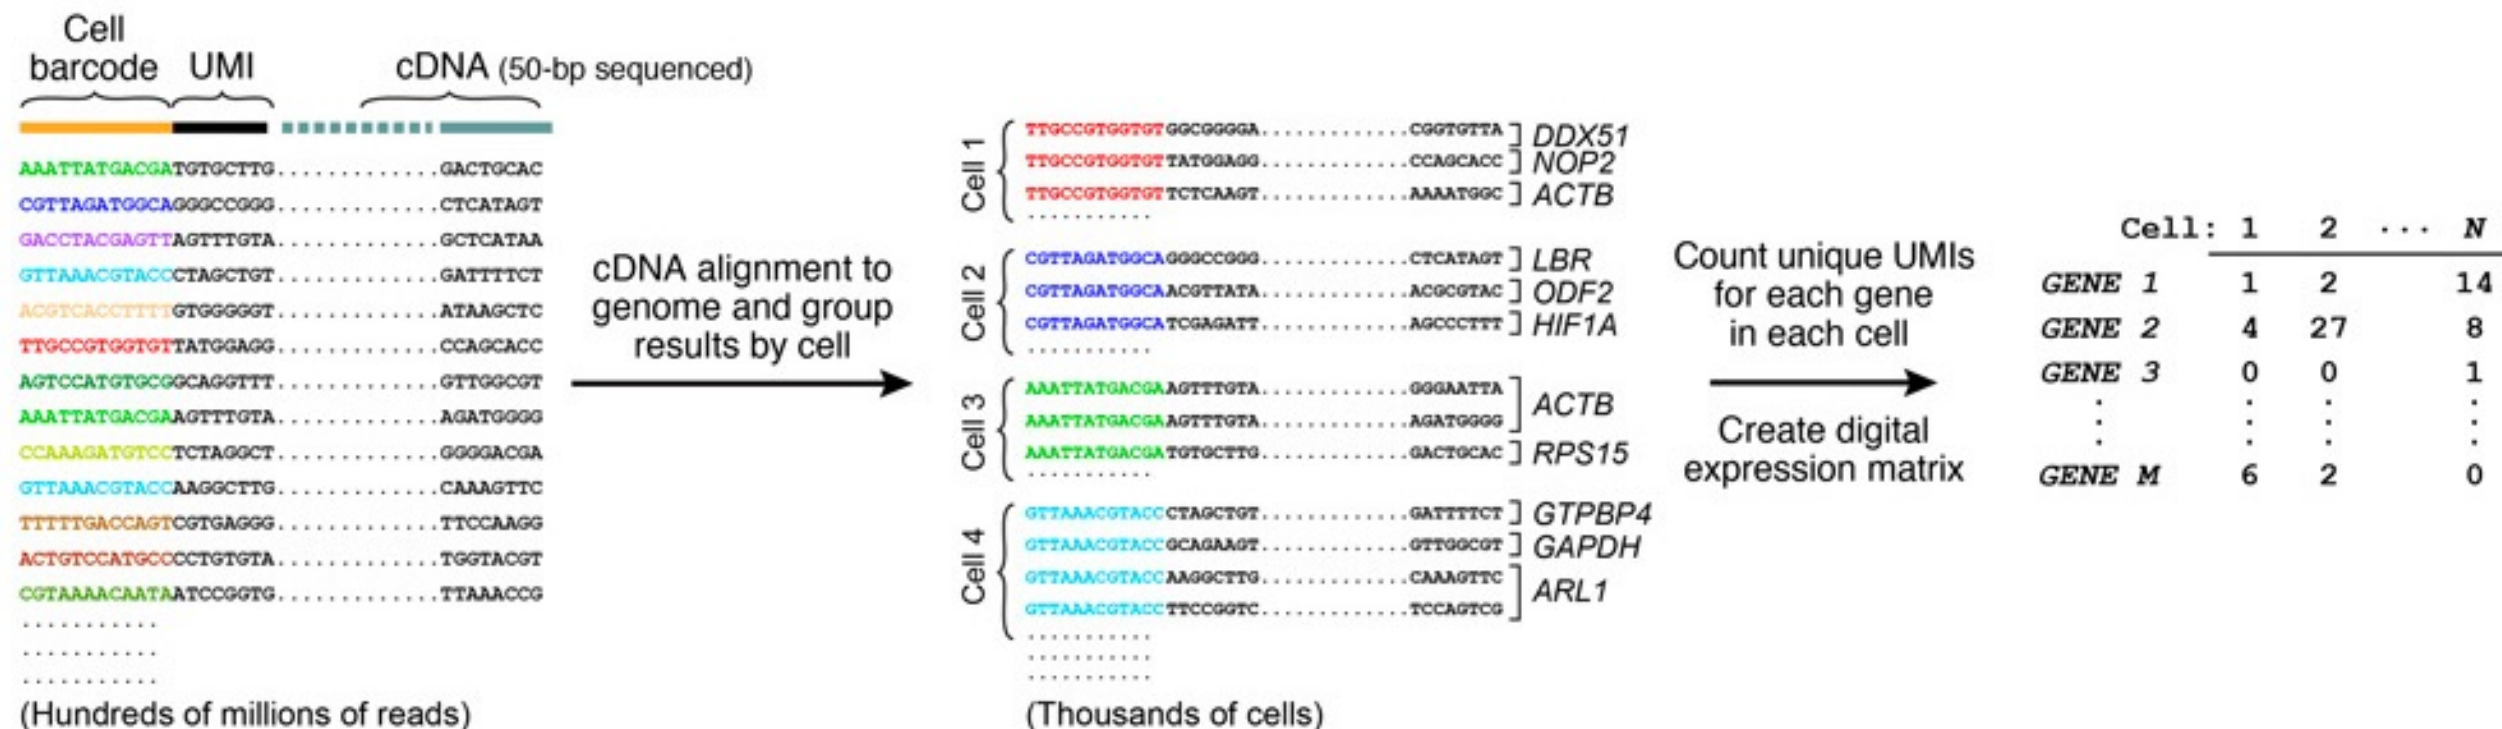 Cell
barcode UMI cDNA (50-bp sequenced)
AAATTATGACGATGTGCTTG.............GACTGCAC
CGTTAGATGGCAGGGCCGGG.............CTCATAGT
GACCTACGAGTTAGTTTGTA.............GCTCATAA
GTTAAACGTACCCTAGCTGT.............GATTTTCT
ACGTCACCTTTTGTGGGGGT.............ATAAGCTC
TTGCCGTGGTGTTATGGAGG.............CCAGCACC
AGTCCATGTGCGGCAGGTTT.............GTTGGCGT
AAATTATGACGAAGTTTGTA.............AGATGGGG
CCAAAGATGTCCTCTAGGCT.............GGGGACGA
GTTAAACGTACCAAGGCTTG.............CAAAGTTC
TTTTTGACCAGTCGTGAGGG.............TTCCAAGG
ACTGTCCATGCCCCTGTGTA.............TGGTACGT
CGTAAAACAATAATCCGGTG.............TTAAACCG
...........
...........
...........
(Hundreds of millions of reads)
cDNA alignment to
genome and group
results by cell
Cell 1
TTGCCGTGGTGTGGCGGGGA.............CGGTGTTA DDX51
TTGCCGTGGTGTTATGGAGG.............CCAGCACC NOP2
TTGCCGTGGTGTTCTCAAGT.............AAAATGGC ACTB
...........
Cell 2
CGTTAGATGGCAGGGCCGGG.............CTCATAGT LBR
CGTTAGATGGCAACGTTATA.............ACGCGTAC ODF2
CGTTAGATGGCATCGAGATT.............AGCCCTTT HIF1A
...........
Cell 3
AAATTATGACGAAGTTTGTA.............GGGAATTA
ACTB
AAATTATGACGAAGTTTGTA.............AGATGGGG
AAATTATGACGATGTGCTTG.............GACTGCAC RPS15
...........
Cell 4
GTTAAACGTACCCTAGCTGT.............GATTTTCT GTPBP4
GTTAAACGTACCGCAGAAGT.............GTTGGCGT GAPDH
GTTAAACGTACCAAGGCTTG.............CAAAGTTC
ARL1
GTTAAACGTACCTTCCGGTC.............TCCAGTCG
...........
...........
...........
(Thousands of cells)
Count unique UMIs
for each gene
in each cell
Create digital
expression matrix
Cell: 1 2 ... N
GENE 1 1 2 14
GENE 2 4 27 8
GENE 3 0 0 1
. . . .
. . . .
GENE M 6 2 0